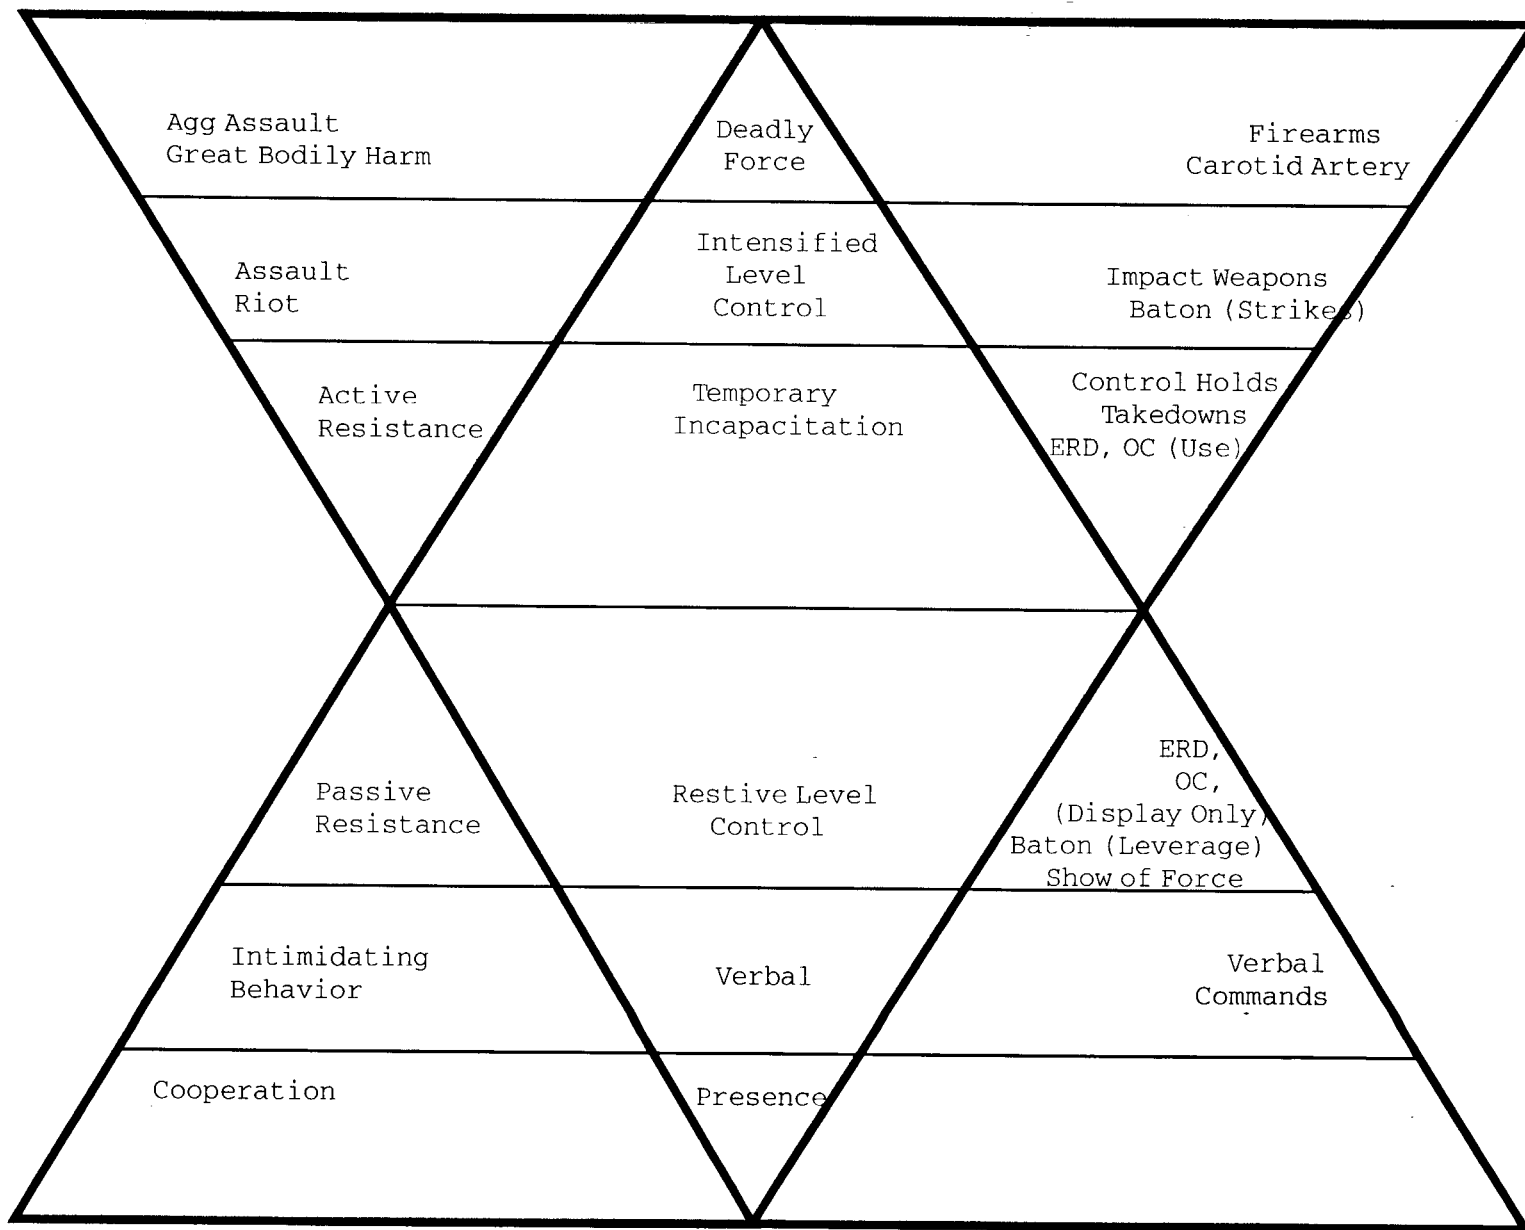 Agg Assault
Great Bodily Harm
Deadly
Force
Firearms
Carotid Artery
Assault
Riot
Intensified
Level
Control
Impact Weapons
Baton (Strikes)
Active
Resistance
Temporary
Incapacitation
Control Holds
Takedowns
ERD, OC (Use)
Passive
Resistance
Restive Level
Control
ERD,
OC,
(Display Only)
Baton (Leverage)
Show of Force
Intimidating
Behavior
Verbal
Verbal
Commands
Cooperation
Presence